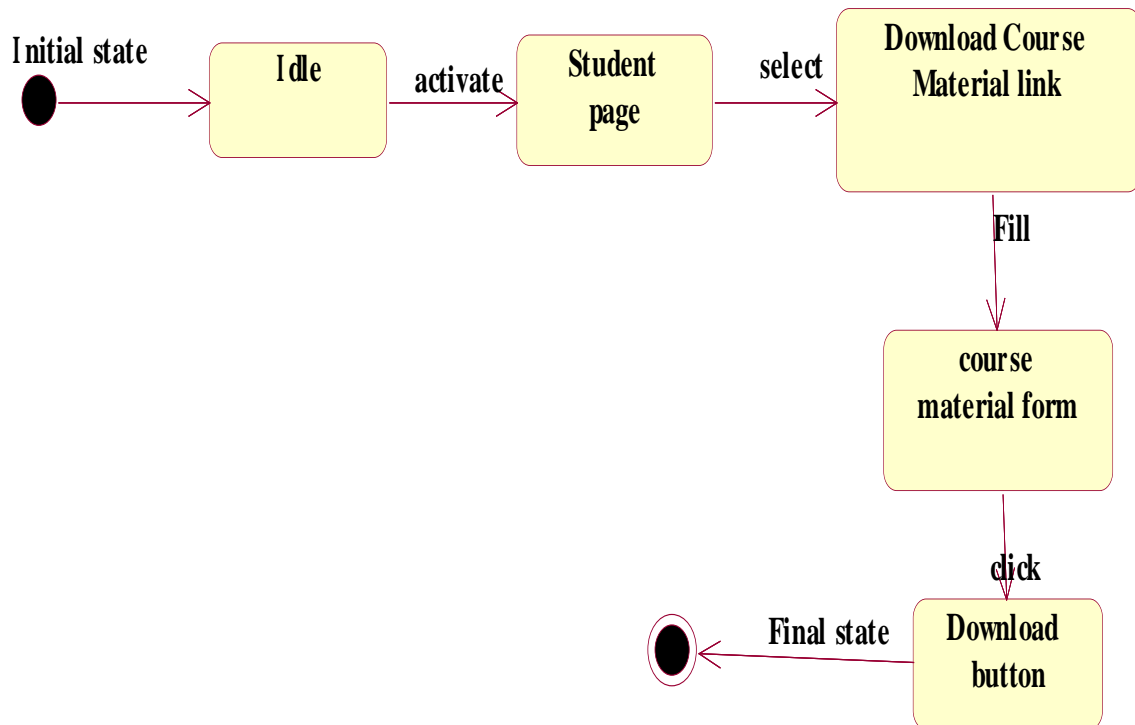 Initial state
Idle
activate
Student
page
select
Download Course
Material link
Fill
course
material form
click
Download
button
Final state